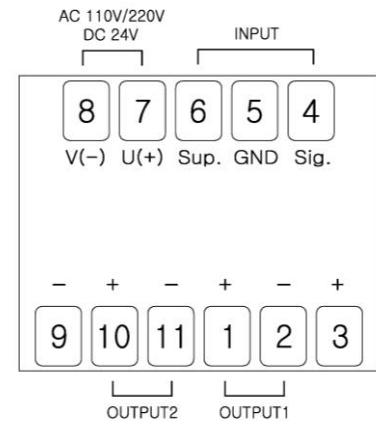 AC 110V/220V
DC 24V
INPUT
8 7 6 5 4
V(−) U(+) Sup. GND Sig.
− + − + − +
9 10 11 1 2 3
OUTPUT2 OUTPUT1